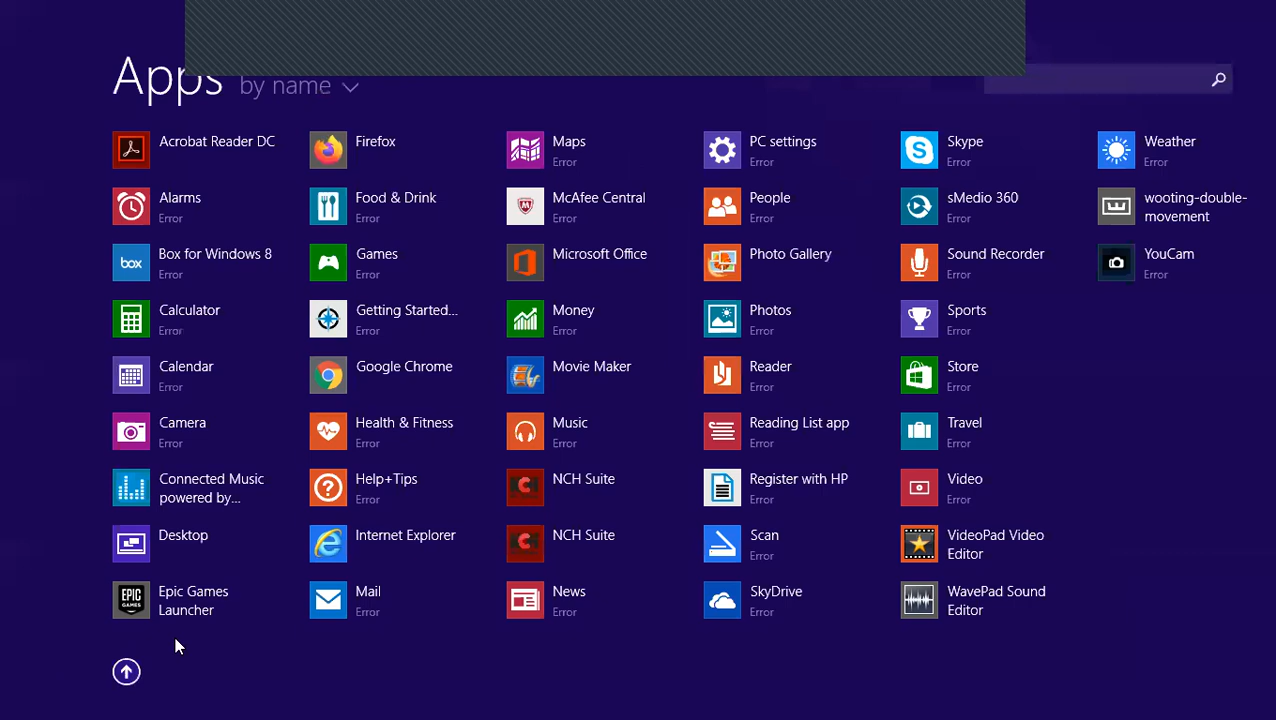 Apps by name
Acrobat Reader DC
Alarms
Error
Box for Windows 8
Error
box
Calculator
Error
Calendar
Error
Camera
Error
Connected Music
powered by...
Desktop
Epic Games
Launcher
EPIC
GAMES
Firefox
Food & Drink
Error
Games
Error
Getting Started...
Error
Google Chrome
Health & Fitness
Error
Help+Tips
Error
Internet Explorer
Mail
Error
Maps
Error
McAfee Central
Error
Microsoft Office
Money
Error
Movie Maker
Music
Error
NCH Suite
NCH Suite
News
Error
PC settings
Error
People
Error
Photo Gallery
Photos
Error
Reader
Error
Reading List app
Error
Register with HP
Error
Scan
Error
SkyDrive
Error
Skype
Error
sMedio 360
Error
Sound Recorder
Error
Sports
Error
Store
Error
Travel
Error
Video
Error
VideoPad Video
Editor
WavePad Sound
Editor
Weather
Error
wooting-double-
movement
YouCam
Error